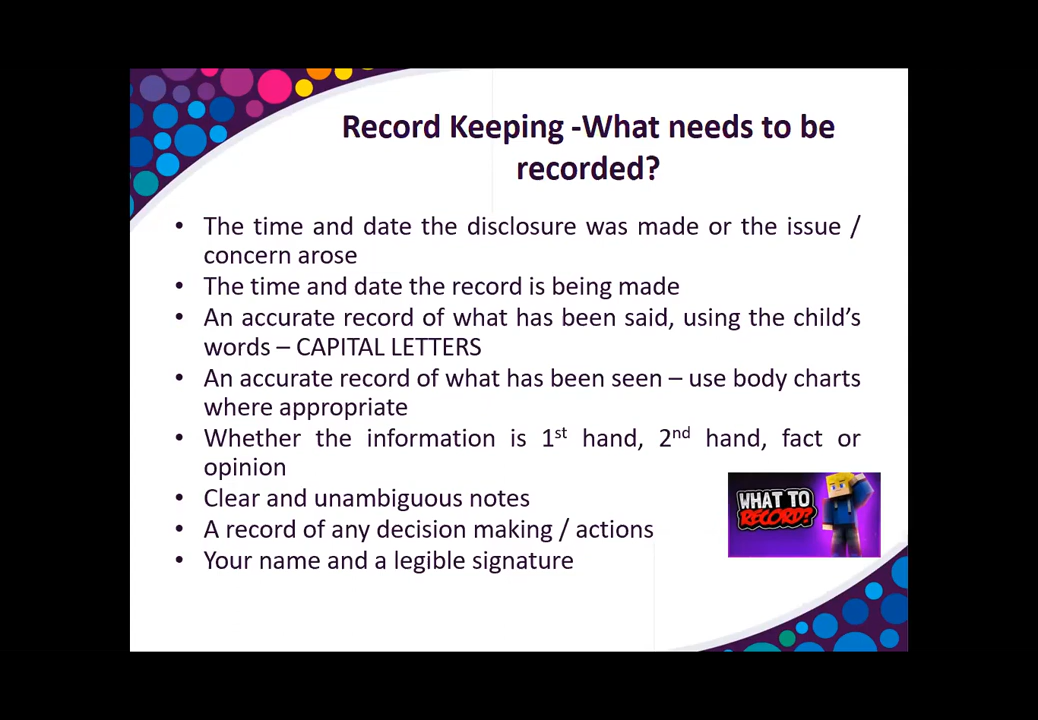 Record Keeping -What needs to be
recorded?
• The time and date the disclosure was made or the issue /
concern arose
• The time and date the record is being made
• An accurate record of what has been said, using the child's
words – CAPITAL LETTERS
• An accurate record of what has been seen – use body charts
where appropriate
• Whether the information is 1st hand, 2nd hand, fact or
opinion
• Clear and unambiguous notes
• A record of any decision making / actions
• Your name and a legible signature
WHAT TO
RECORD?